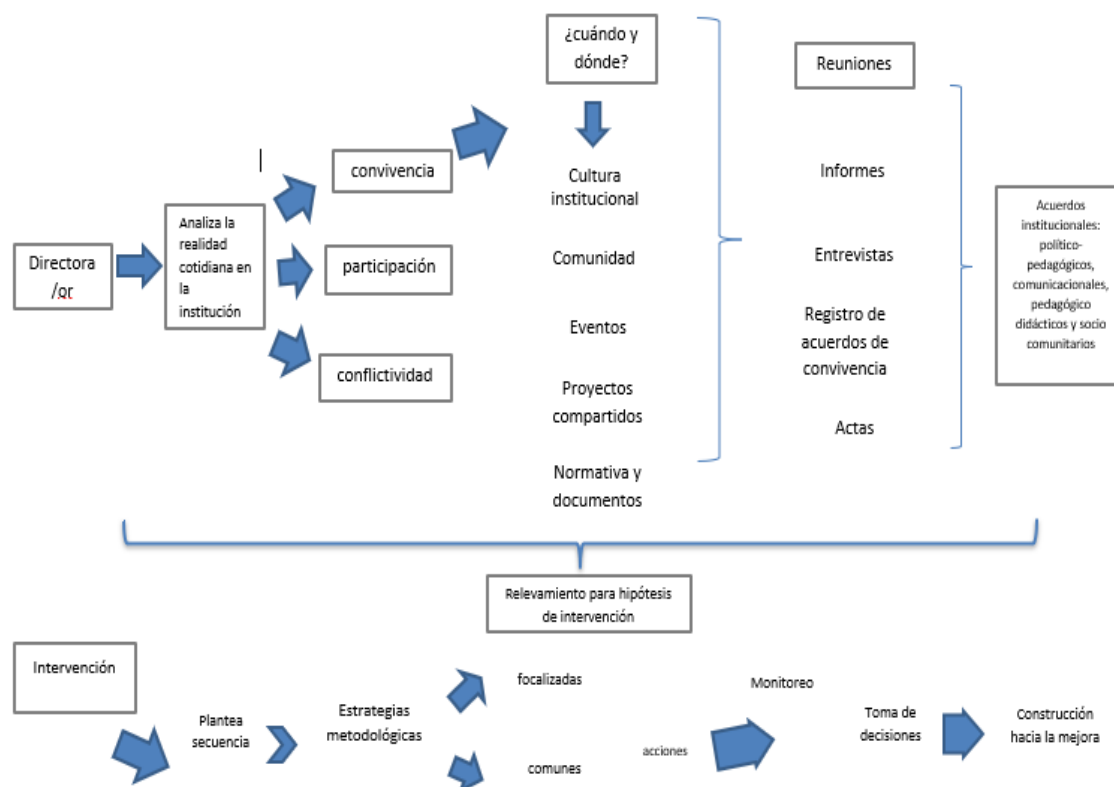 Directora
/or
Analiza la
realidad
cotidiana en
la
institución
convivencia
participación
conflictividad
¿cuándo y
dónde?
Cultura
institucional
Comunidad
Eventos
Proyectos
compartidos
Normativa y
documentos
Reuniones
Informes
Entrevistas
Registro de
acuerdos de
convivencia
Actas
Acuerdos
institucionales:
político-
pedagógicos,
comunicacionales,
pedagógico
didácticos y socio
comunitarios
Relevamiento para hipótesis
de intervención
Intervención
Plantea
secuencia
Estrategias
metodológicas
focalizadas
comunes
acciones
Monitoreo
Toma de
decisiones
Construcción
hacia la mejora